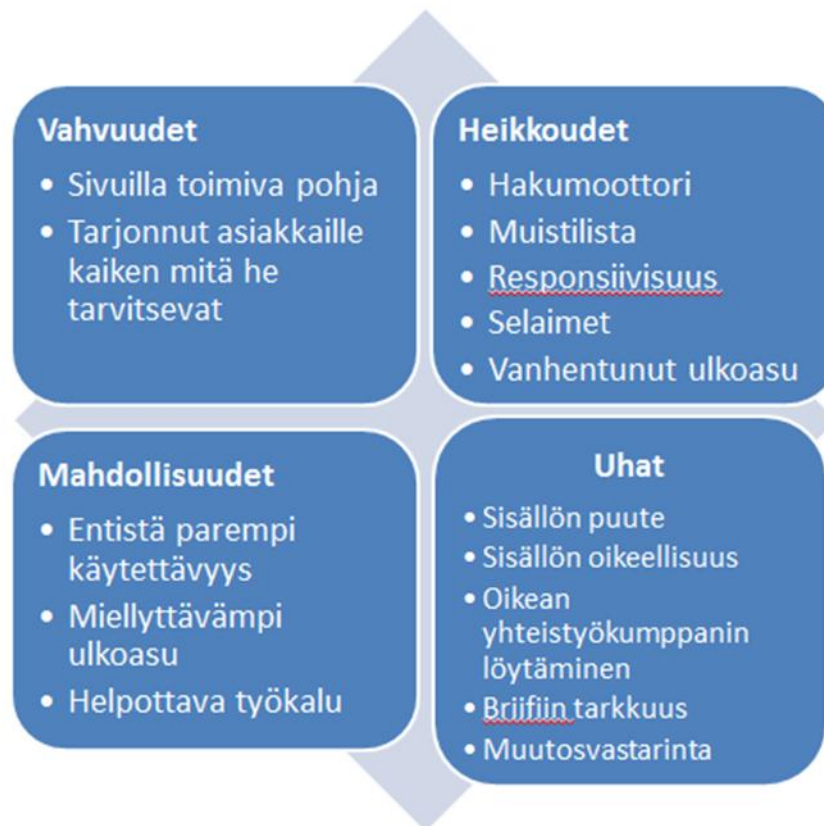 Vahvuudet
• Sivuilla toimiva pohja
• Tarjonnut asiakkaille
kaiken mitä he
tarvitsevat
Heikkoudet
• Hakumoottori
• Muistilista
• Responsiivisuus
• Selaimet
• Vanhentunut ulkoasu
Mahdollisuudet
• Entistä parempi
käytettävyys
• Miellyttävämpi
ulkoasu
• Helpottava työkalu
Uhat
• Sisällön puute
• Sisällön oikeellisuus
• Oikean
yhteistyökumppanin
löytäminen
• Briifiin tarkkuus
• Muutosvastarinta